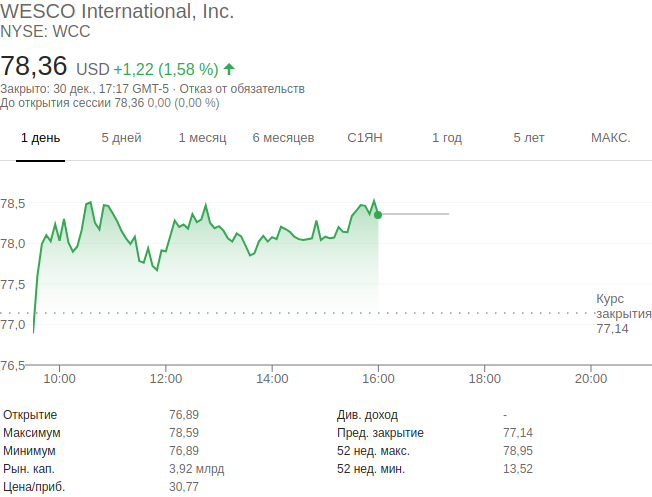 WESCO International, Inc.
NYSE: WCC
78,36 USD +1,22 (1,58 %)
Закрыто: 30 дек., 17:17 GMT-5 · Отказ от обязательств
До открытия сессии 78,36 0,00 (0,00 %)
1 день 5 дней 1 месяц 6 месяцев С1ЯН 1 год 5 лет МАКС.
78,5
78,0
77,5
77,0
76,5
Курс
закрытия
77,14
10:00 12:00 14:00 16:00 18:00 20:00
Открытие 76,89 Див. доход -
Максимум 78,59 Пред. закрытие 77,14
Минимум 76,89 52 нед. макс. 78,95
Рын. кап. 3,92 млрд 52 нед. мин. 13,52
Цена/приб. 30,77